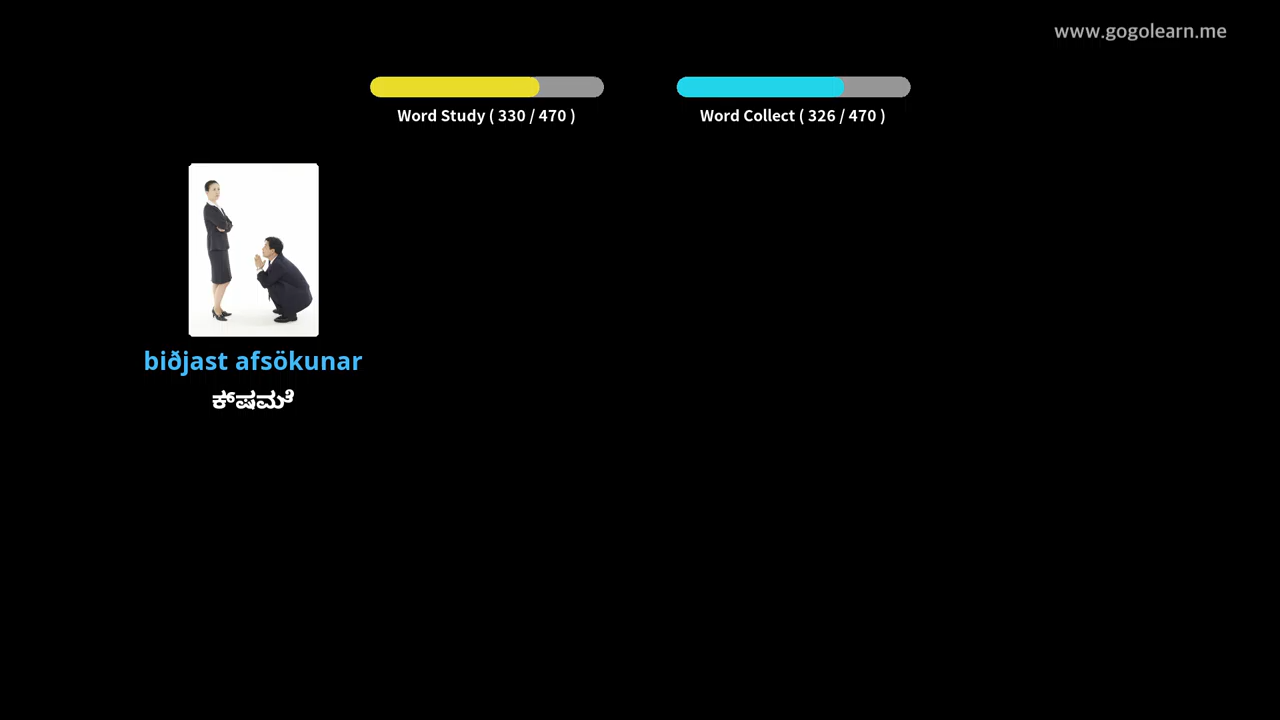 www.gogolearn.me
Word Study ( 330 / 470 )
Word Collect ( 326 / 470 )
biðjast afsökunar
ಕ್ಷಮೆ